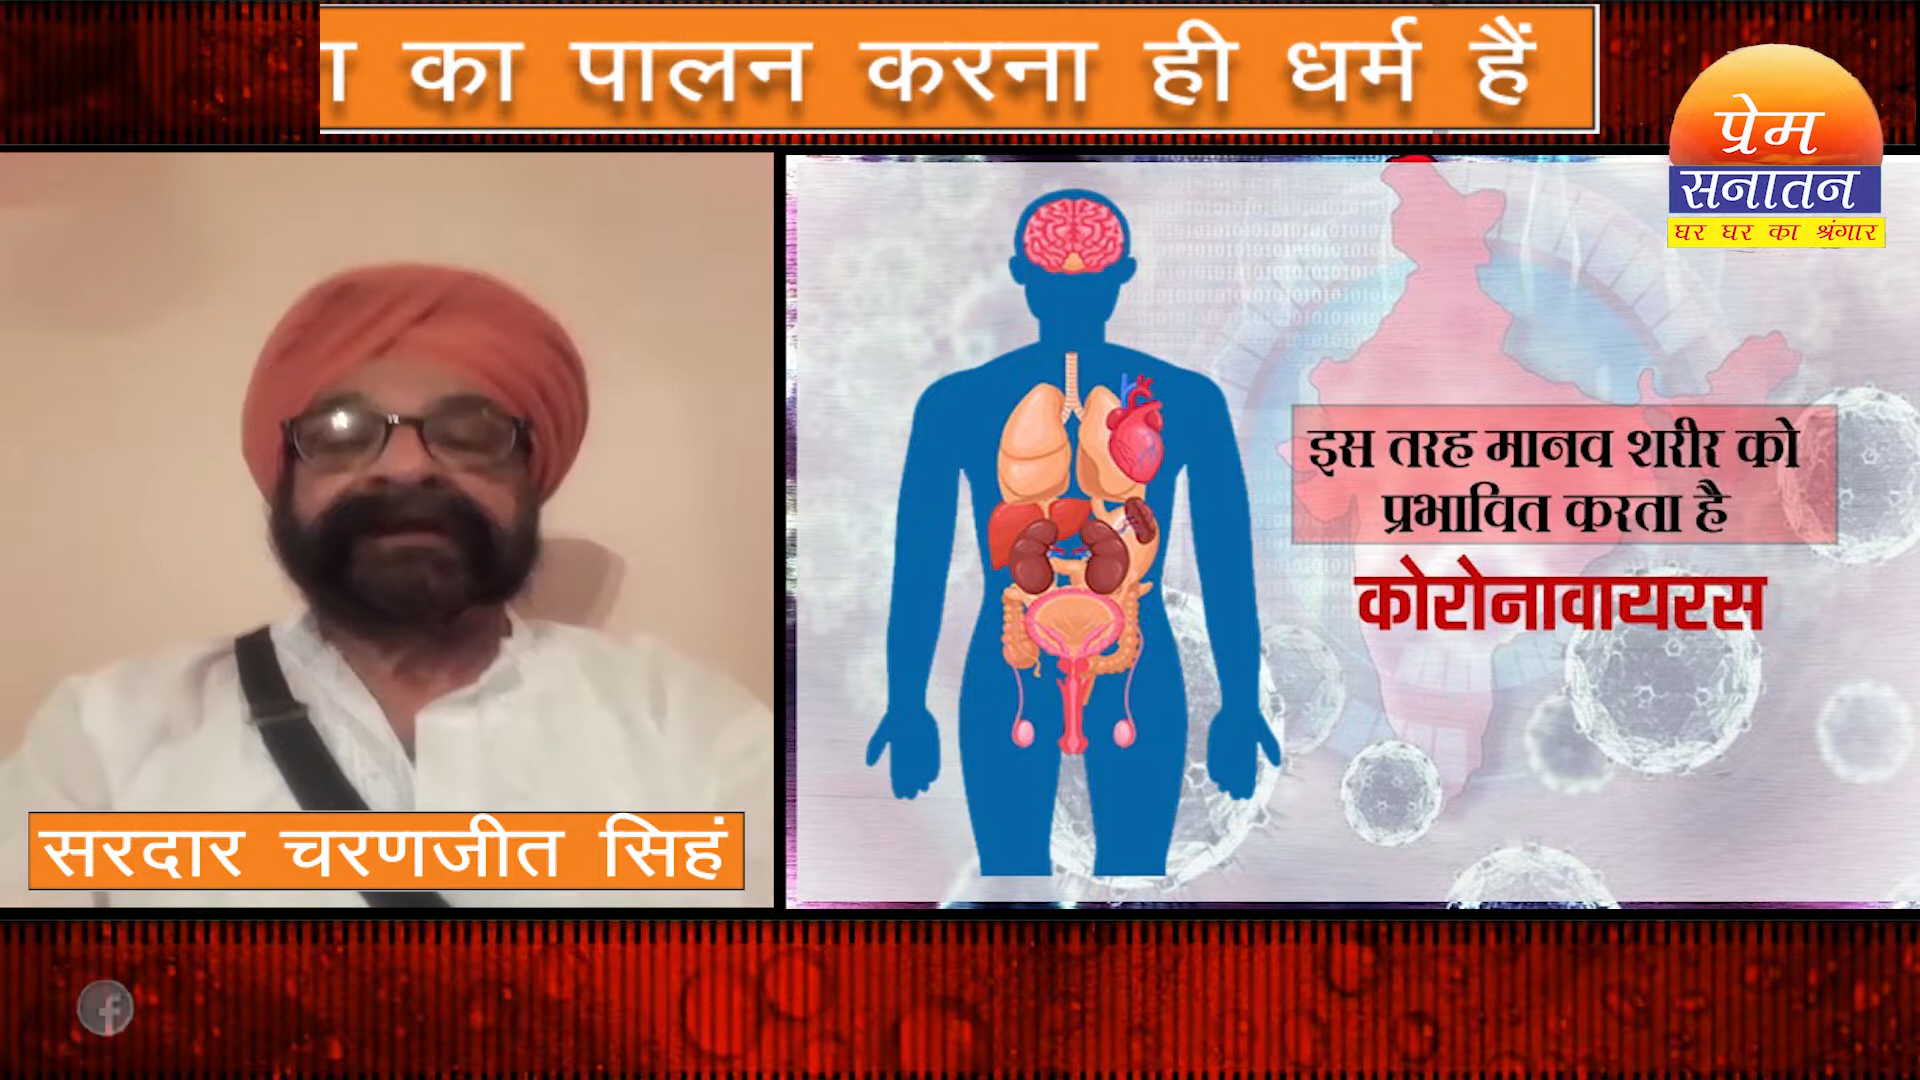 का पालन करना ही धर्म हैं
प्रेम
सनातन
घर घर का श्रंगार
इस तरह मानव शरीर को
प्रभावित करता है
कोरोनावायरस
सरदार चरणजीत सिहं